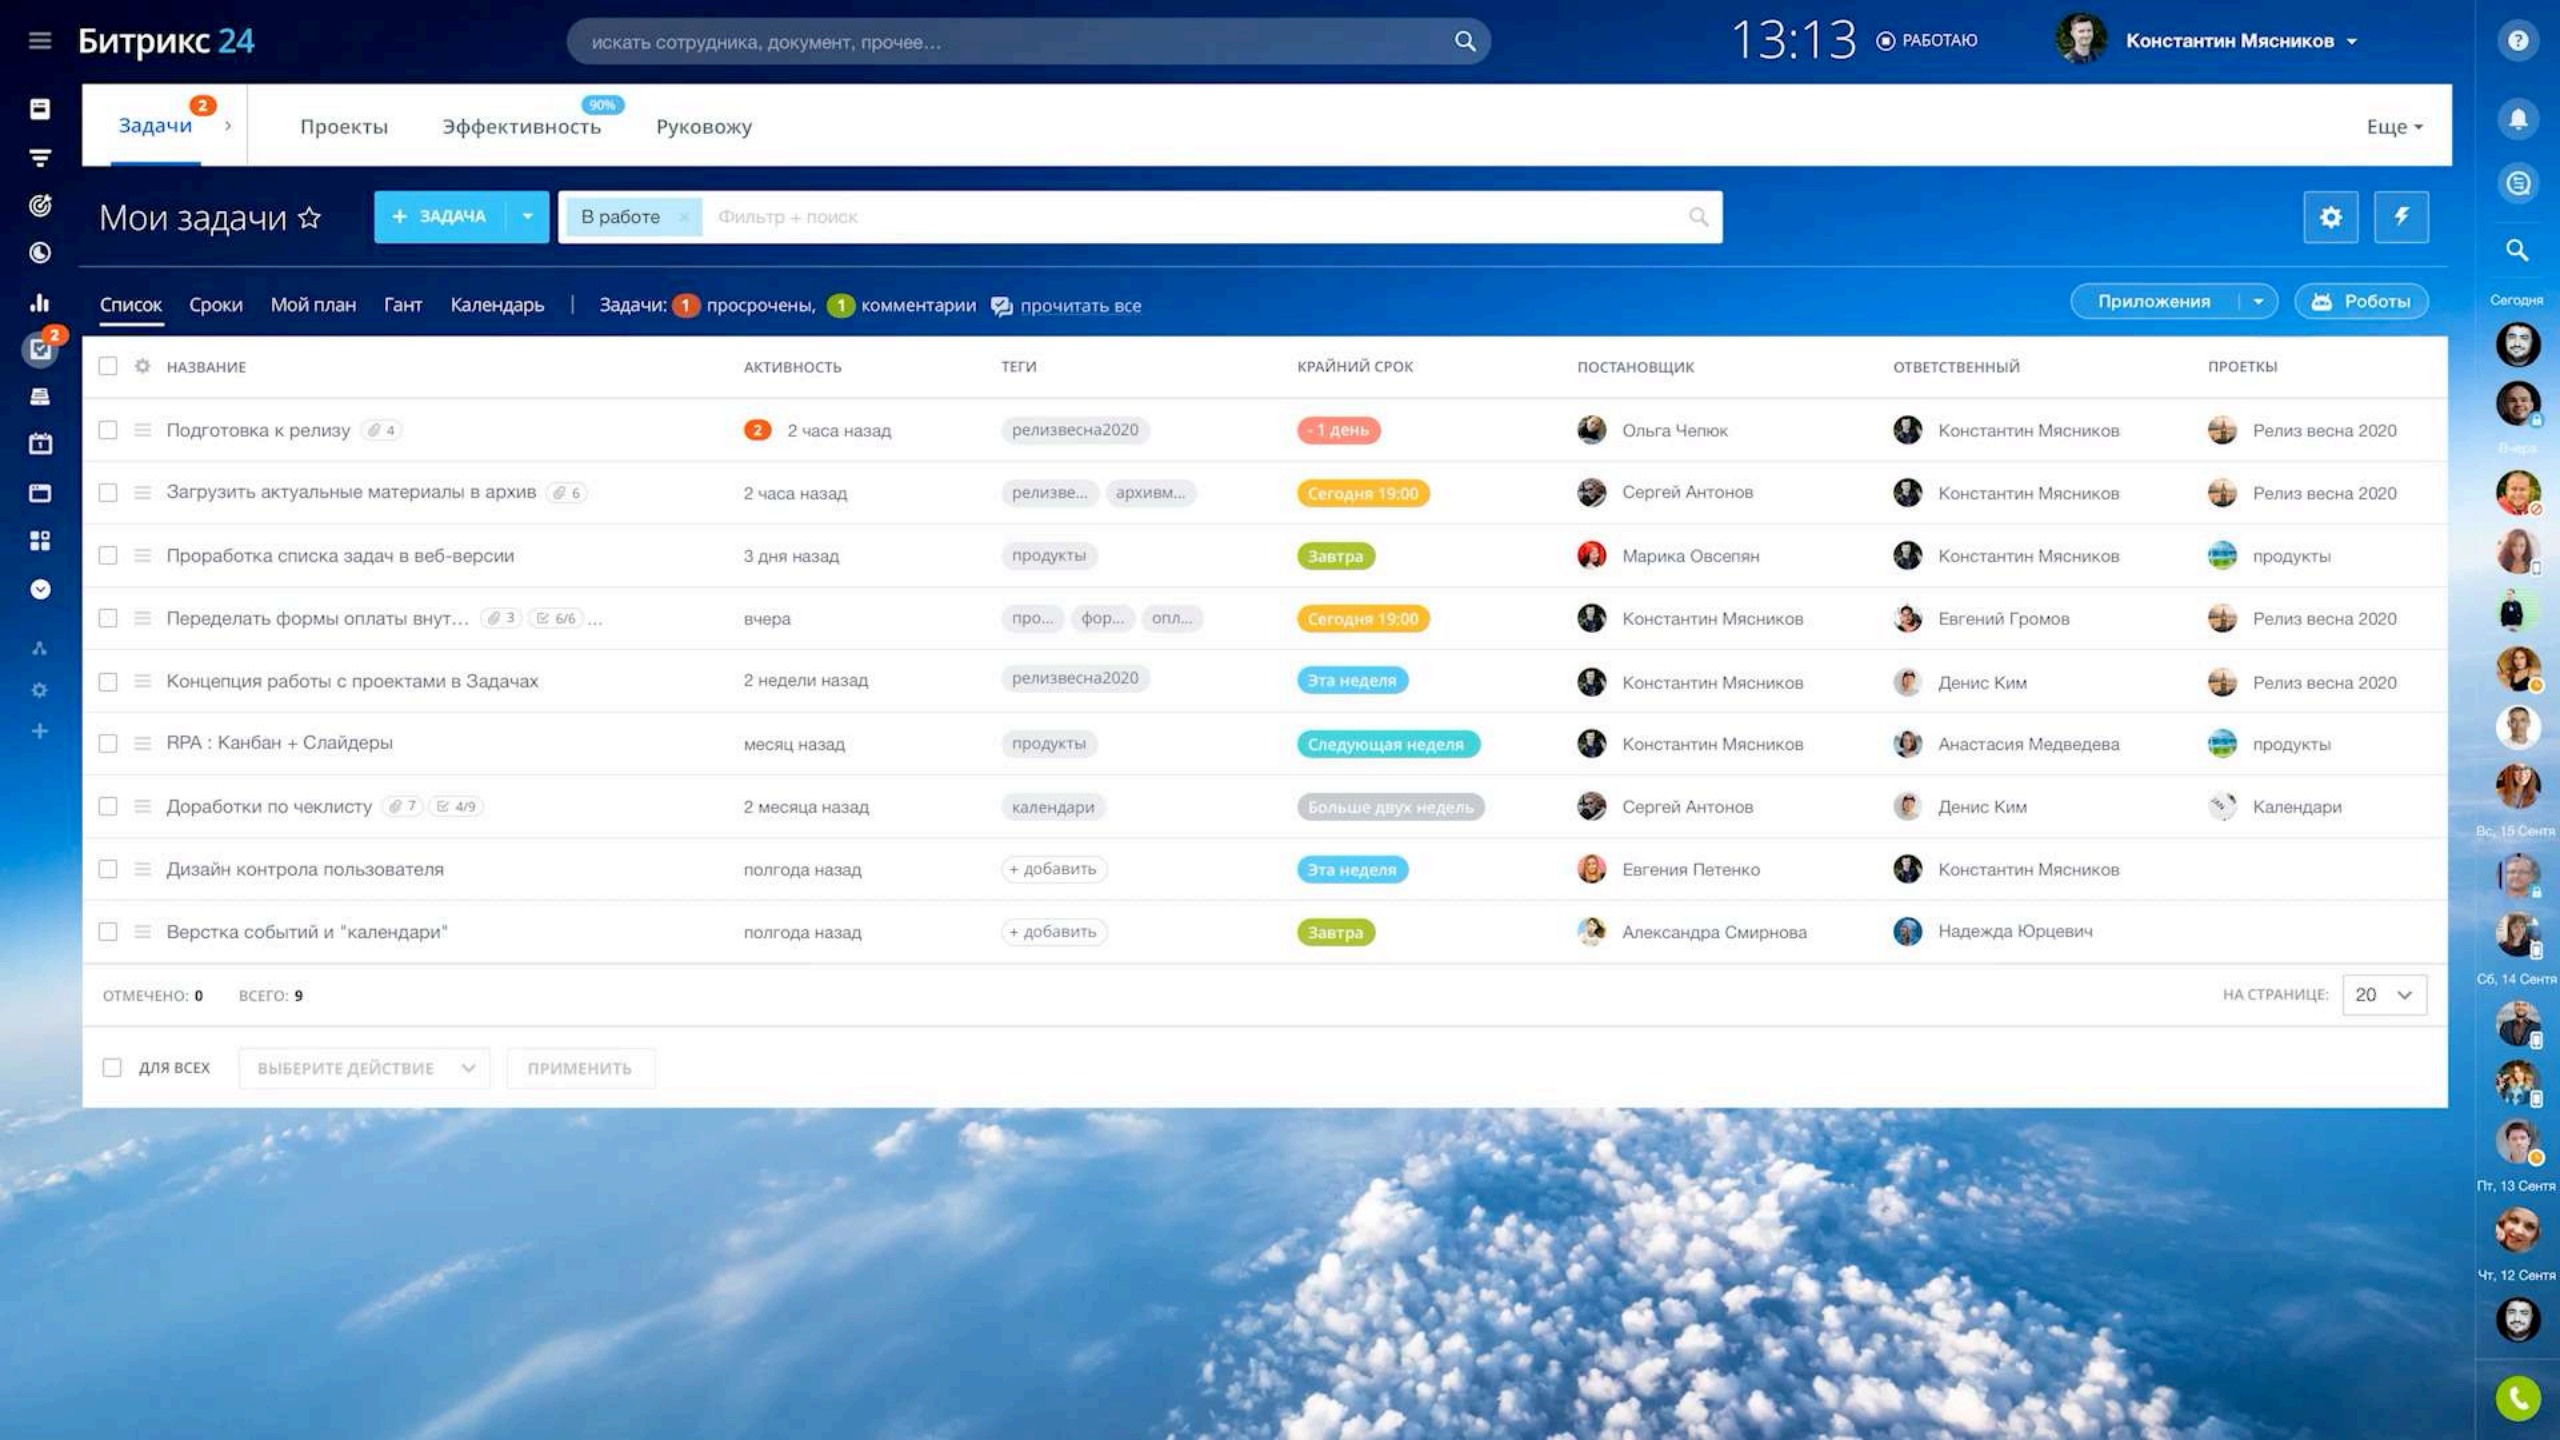 Битрикс 24
искать сотрудника, документ, прочее...
13:13 РАБОТАЮ
Константин Мясников
?
Задачи 2
Проекты
Эффективность 90%
Руковожу
Еще
Мои задачи
+ ЗАДАЧА
В работе × Фильтр + поиск
Список Сроки Мой план Гант Календарь | Задачи: 1 просрочены, 1 комментарии прочитать все
Приложения Роботы
Сегодня
2
НАЗВАНИЕ АКТИВНОСТЬ ТЕГИ КРАЙНИЙ СРОК ПОСТАНОВЩИК ОТВЕТСТВЕННЫЙ ПРОЕТКЫ
Подготовка к релизу 4 2 2 часа назад релизвесна2020 - 1 день Ольга Чепюк Константин Мясников Релиз весна 2020
Вчера
Загрузить актуальные материалы в архив 6 2 часа назад релизве... архивм... Сегодня 19:00 Сергей Антонов Константин Мясников Релиз весна 2020
Проработка списка задач в веб-версии 3 дня назад продукты Завтра Марика Овсепян Константин Мясников продукты
Переделать формы оплаты внут... 3 6/6 ... вчера про... фор... опл... Сегодня 19:00 Константин Мясников Евгений Громов Релиз весна 2020
Концепция работы с проектами в Задачах 2 недели назад релизвесна2020 Эта неделя Константин Мясников Денис Ким Релиз весна 2020
RPA : Канбан + Слайдеры месяц назад продукты Следующая неделя Константин Мясников Анастасия Медведева продукты
Доработки по чеклисту 7 4/9 2 месяца назад календари Больше двух недель Сергей Антонов Денис Ким Календари
Вс, 15 Сентя
Дизайн контрола пользователя полгода назад + добавить Эта неделя Евгения Петенко Константин Мясников
Верстка событий и "календари" полгода назад + добавить Завтра Александра Смирнова Надежда Юрцевич
Сб, 14 Сентя
ОТМЕЧЕНО: 0 ВСЕГО: 9 НА СТРАНИЦЕ: 20
ДЛЯ ВСЕХ ВЫБЕРИТЕ ДЕЙСТВИЕ ПРИМЕНИТЬ
Пт, 13 Сентя
Чт, 12 Сентя